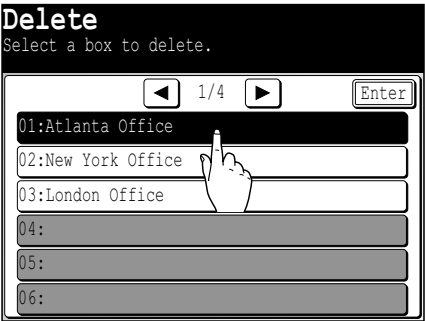 Delete
Select a box to delete.
1/4
Enter
01:Atlanta Office
02:New York Office
03:London Office
04:
05:
06: